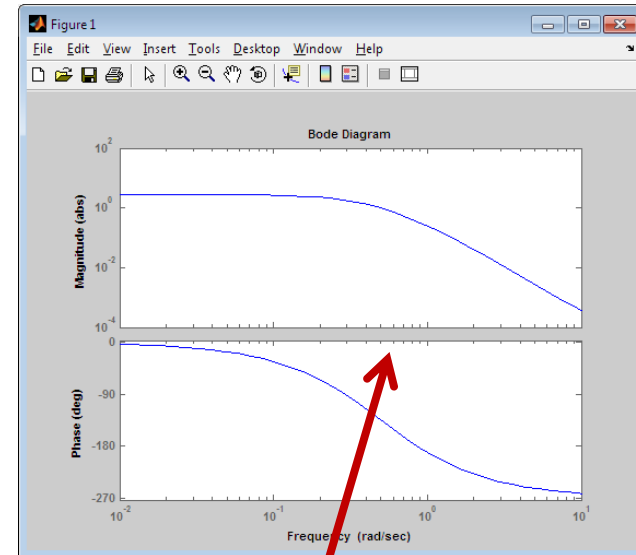 Figure 1
File Edit View Insert Tools Desktop Window Help
Bode Diagram
10^2
10^0
10^-2
10^-4
Magnitude (abs)
0
-90
-180
-270
Phase (deg)
10^-2 10^-1 10^0 10^1
Frequency (rad/sec)